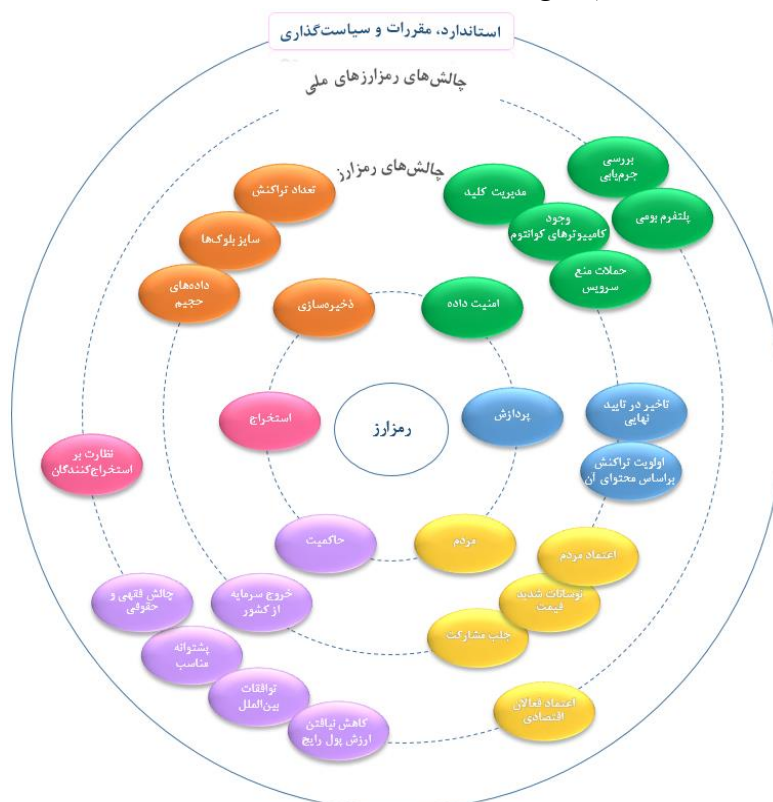 استاندارد، مقررات و سیاست‌گذاری
چالش‌های رمزارزهای ملی
چالش‌های رمزارز
بررسی
جرم‌یابی
پلتفرم بومی
مدیریت کلید
وجود
کامپیوترهای کوانتوم
حملات منع
سرویس
تعداد تراکنش
سایز بلوک‌ها
داده‌های
حجیم
ذخیره‌سازی
امنیت داده
استخراج
رمزارز
پردازش
تاخیر در تایید
نهایی
اولویت تراکنش
براساس محتوای آن
نظارت بر
استخراج‌کنندگان
حاکمیت
مردم
اعتماد مردم
نوسانات شدید
قیمت
جلب مشارکت
خروج سرمایه
از کشور
چالش فقهی و
حقوقی
پشتوانه
مناسب
توافقات
بین‌الملل
کاهش نیافتن
ارزش پول رایج
اعتماد فعالان
اقتصادی